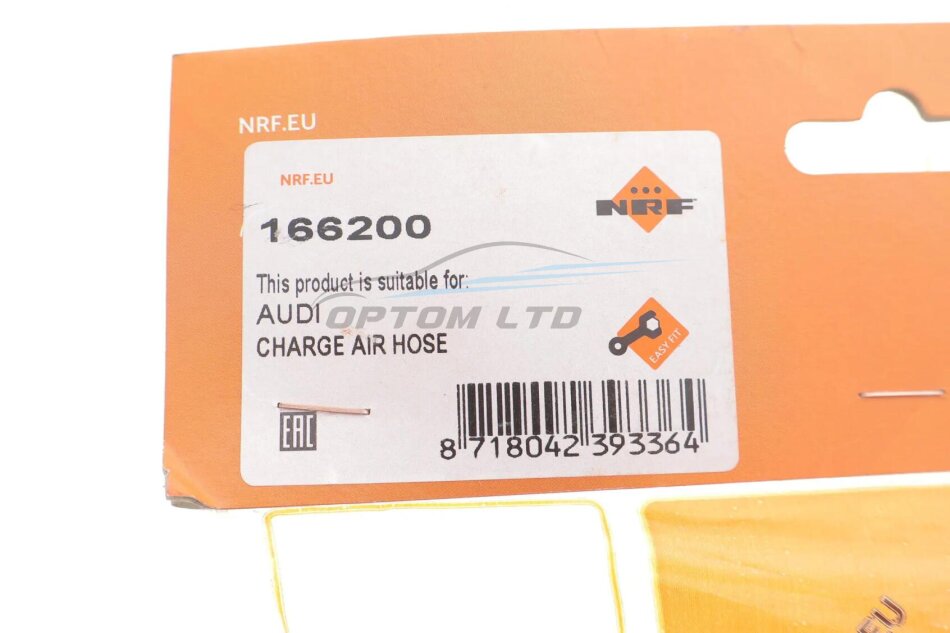 NRF.EU
NRF.EU
NRF
166200
This product is suitable for:
AUDI
OPTOM LTD
CHARGE AIR HOSE
EASY FIT
EAC
8 718042 393364
F.EU